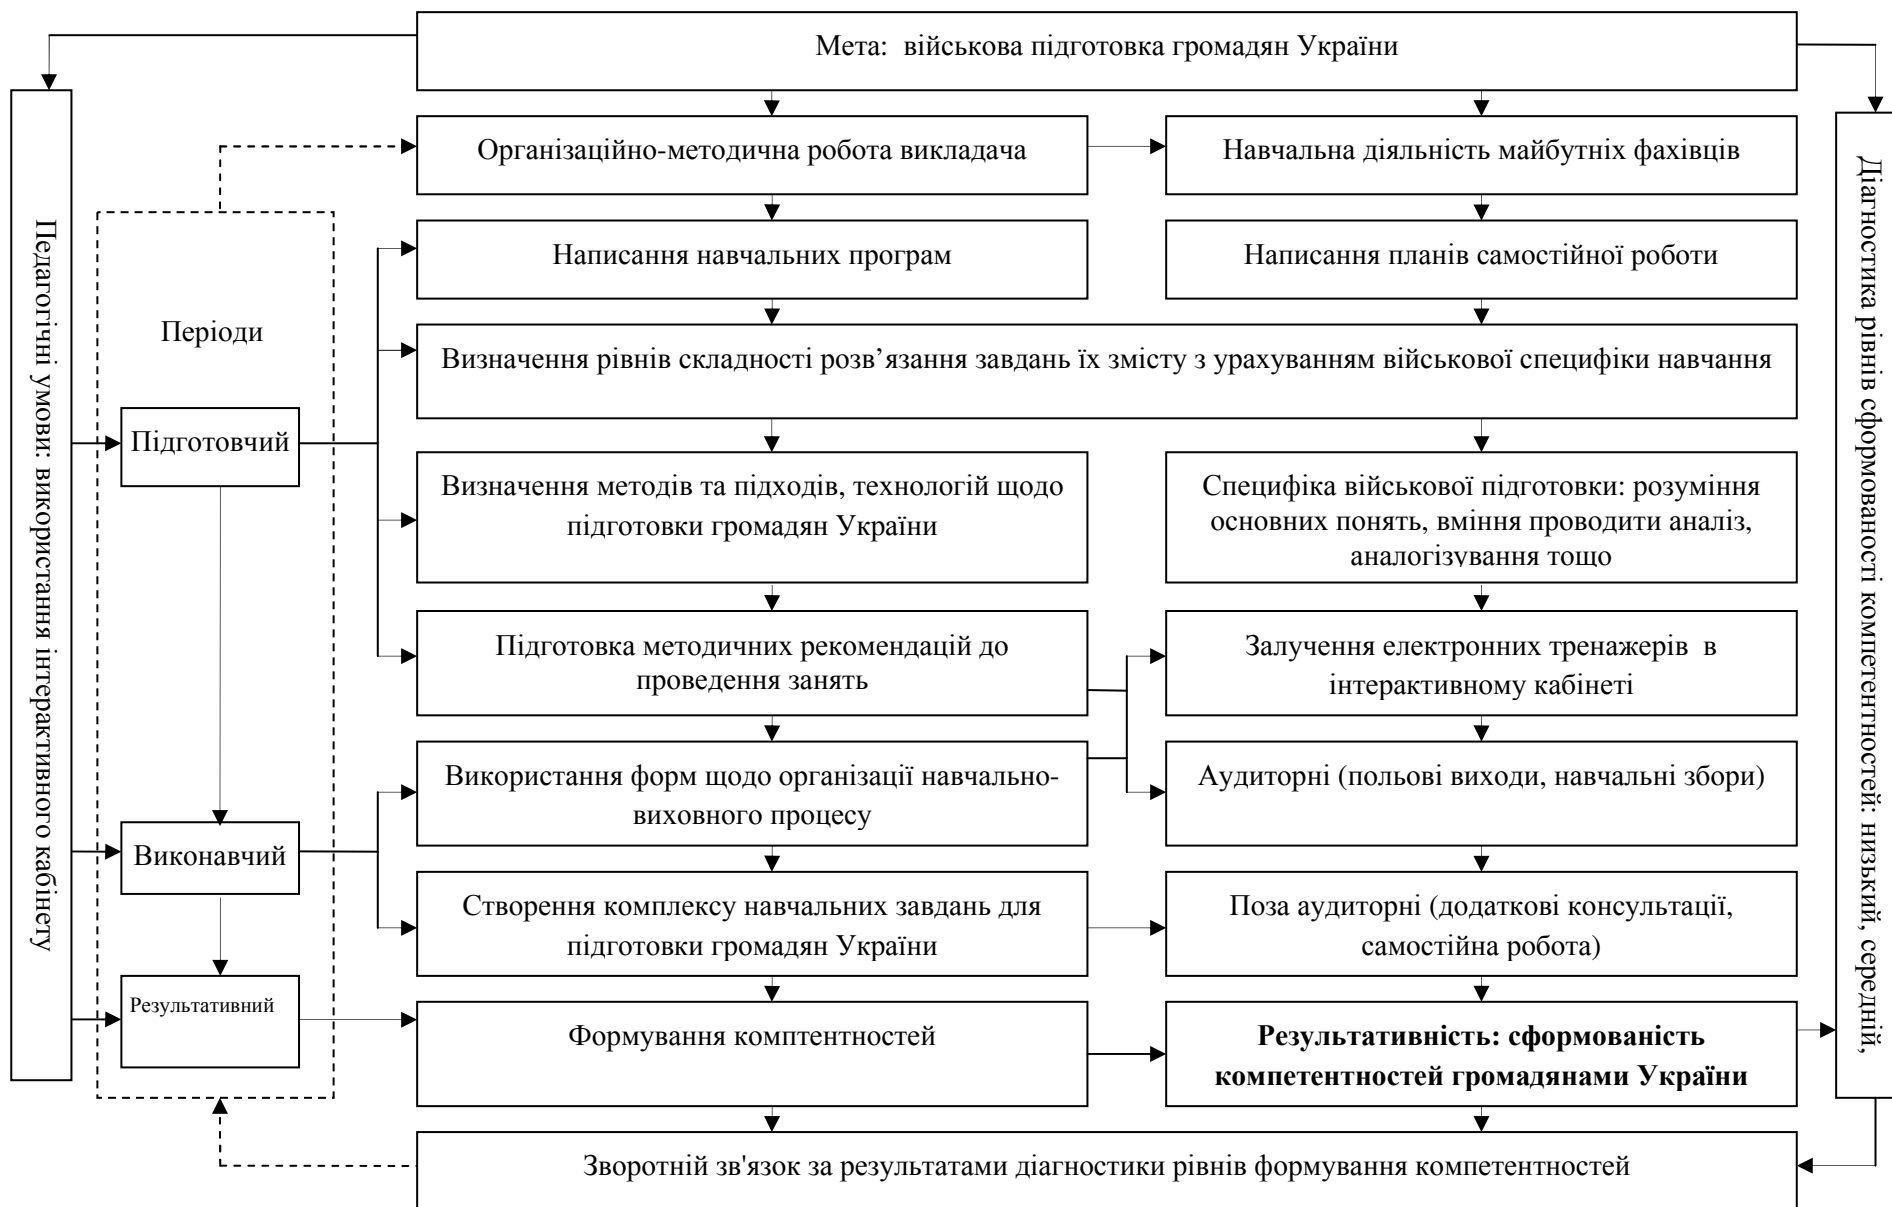 Мета: військова підготовка громадян України
Організаційно-методична робота викладача
Навчальна діяльність майбутніх фахівців
Написання навчальних програм
Написання планів самостійної роботи
Періоди
Визначення рівнів складності розв’язання завдань їх змісту з урахуванням військової специфіки навчання
Підготовчий
Визначення методів та підходів, технологій щодо
підготовки громадян України
Специфіка військової підготовки: розуміння
основних понять, вміння проводити аналіз,
аналогізування тощо
Підготовка методичних рекомендацій до
проведення занять
Залучення електронних тренажерів в
інтерактивному кабінеті
Використання форм щодо організації навчально-
виховного процесу
Аудиторні (польові виходи, навчальні збори)
Виконавчий
Створення комплексу навчальних завдань для
підготовки громадян України
Поза аудиторні (додаткові консультації,
самостійна робота)
Результативний
Формування комптентностей
Результативність: сформованість
компетентностей громадянами України
Зворотній зв'язок за результатами діагностики рівнів формування компетентностей
Педагогічні умови: використання інтерактивного кабінету
Діагностика рівнів сформованості компетентностей: низький, середній,